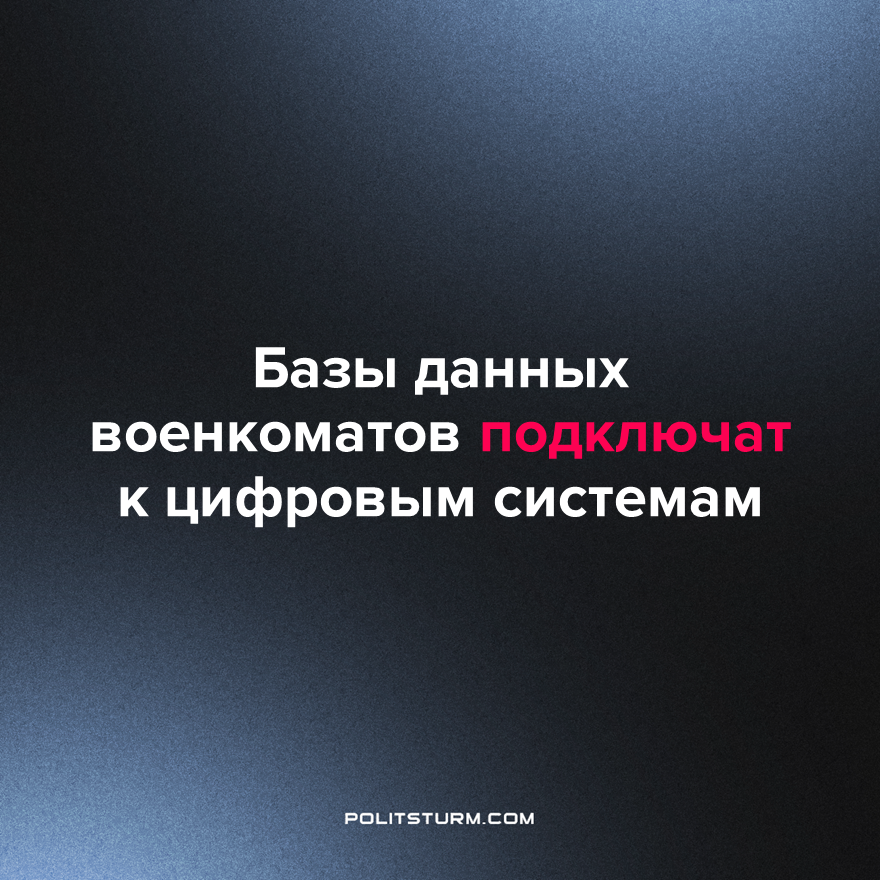 Базы данных
военкоматов подключат
к цифровым системам
POLITSTURM.COM